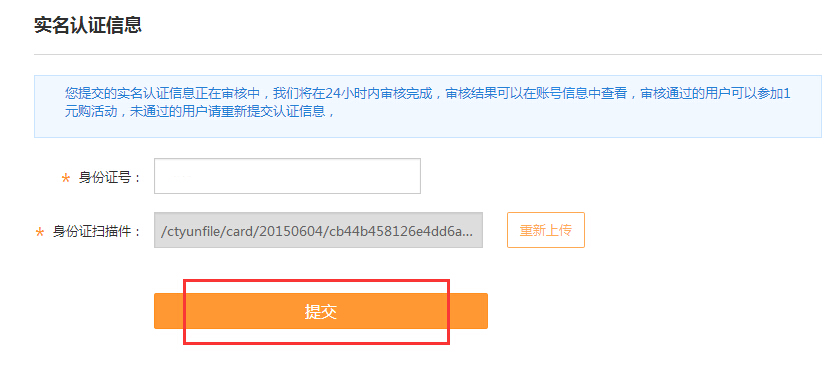 实名认证信息
您提交的实名认证信息正在审核中，我们将在24小时内审核完成，审核结果可以在账号信息中查看，审核通过的用户可以参加1
元购活动，未通过的用户请重新提交认证信息，
* 身份证号：
* 身份证扫描件： /ctyunfile/card/20150604/cb44b458126e4dd6a... 重新上传
提交